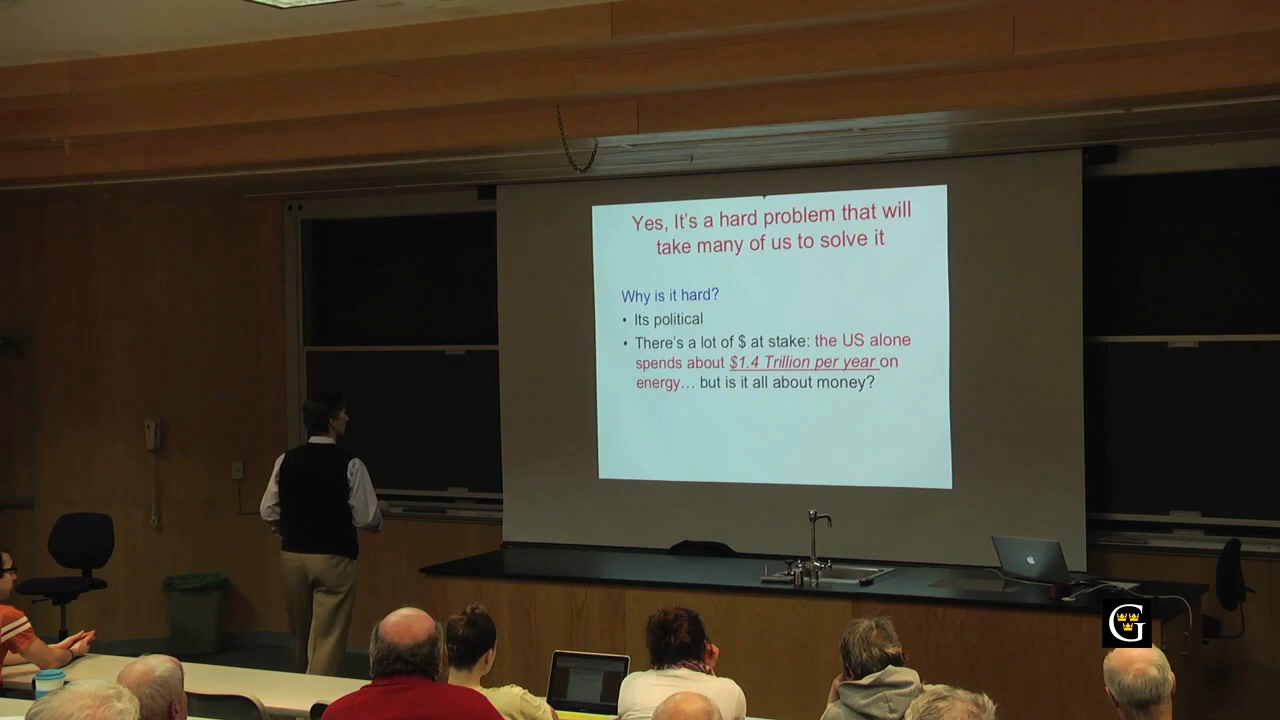 Yes, It's a hard problem that will
take many of us to solve it
Why is it hard?
• Its political
• There's a lot of $ at stake: the US alone
spends about $1.4 Trillion per year on
energy… but is it all about money?
G